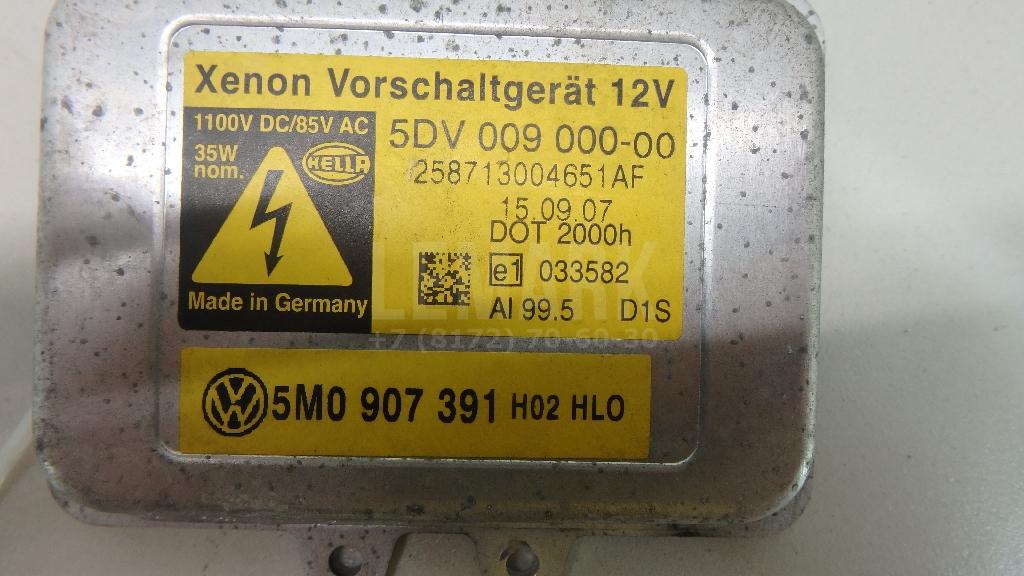 Xenon Vorschaltgerät 12V
1100V DC/85V AC
35W
nom.
HELLA
Made in Germany
5DV 009 000-00
258713004651AF
15.09.07
DOT 2000h
e1 033582
Al 99.5 D1S
LENMARK
+7 (8172) 70-60-30
5M0 907 391 H02 HLO